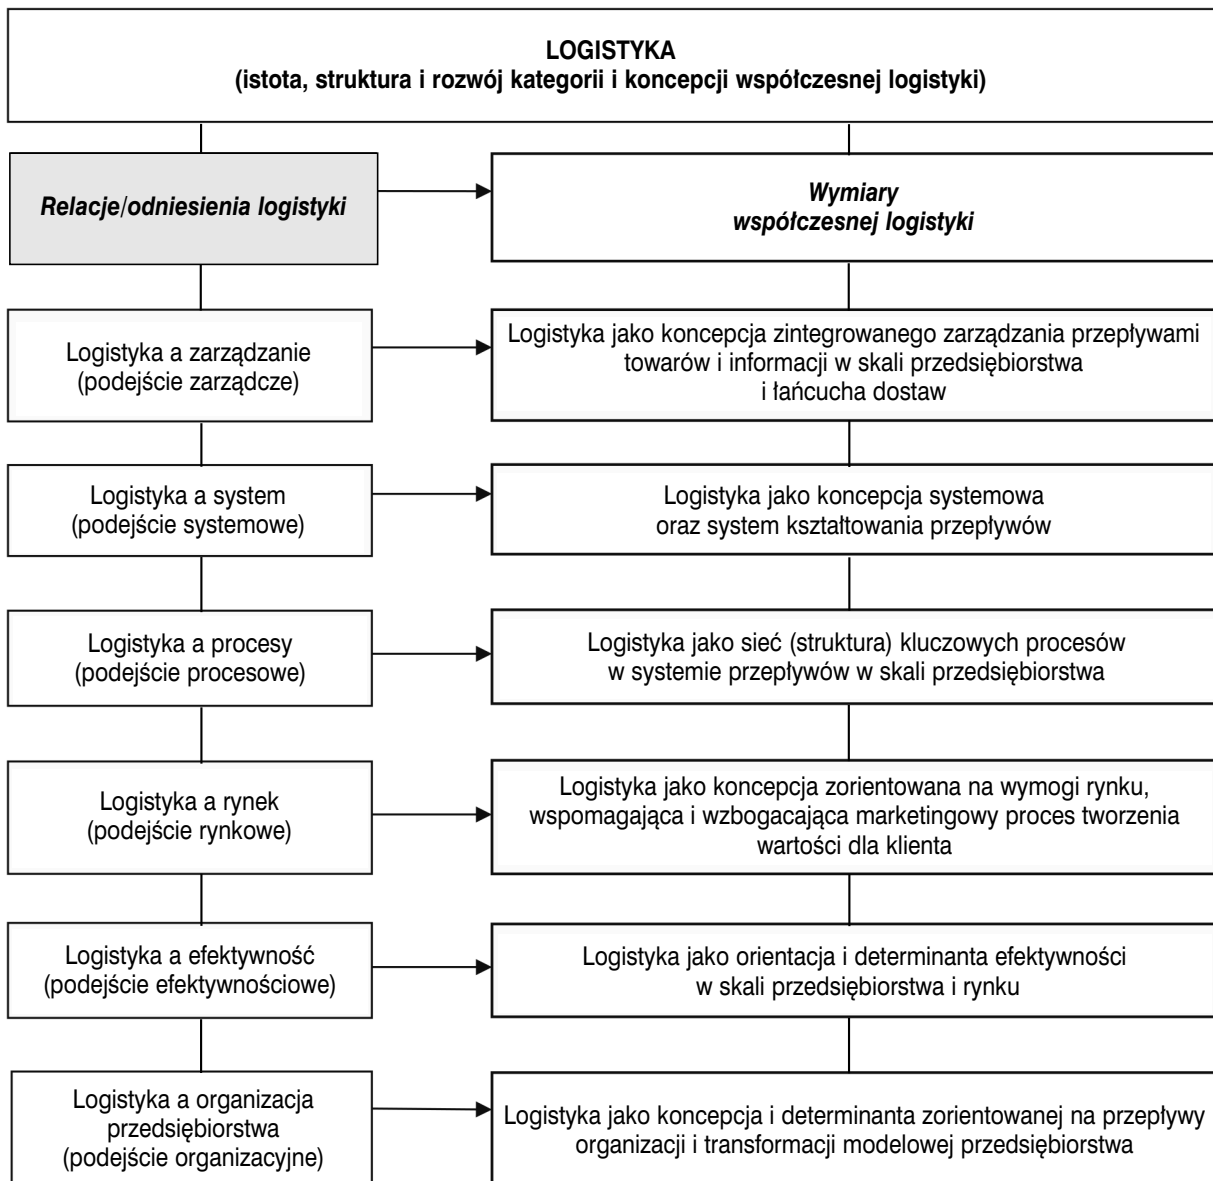 LOGISTYKA
(istota, struktura i rozwój kategorii i koncepcji współczesnej logistyki)
Relacje/odniesienia logistyki
Wymiary
współczesnej logistyki
Logistyka a zarządzanie
(podejście zarządcze)
Logistyka jako koncepcja zintegrowanego zarządzania przepływami
towarów i informacji w skali przedsiębiorstwa
i łańcucha dostaw
Logistyka a system
(podejście systemowe)
Logistyka jako koncepcja systemowa
oraz system kształtowania przepływów
Logistyka a procesy
(podejście procesowe)
Logistyka jako sieć (struktura) kluczowych procesów
w systemie przepływów w skali przedsiębiorstwa
Logistyka a rynek
(podejście rynkowe)
Logistyka jako koncepcja zorientowana na wymogi rynku,
wspomagająca i wzbogacająca marketingowy proces tworzenia
wartości dla klienta
Logistyka a efektywność
(podejście efektywnościowe)
Logistyka jako orientacja i determinanta efektywności
w skali przedsiębiorstwa i rynku
Logistyka a organizacja
przedsiębiorstwa
(podejście organizacyjne)
Logistyka jako koncepcja i determinanta zorientowanej na przepływy
organizacji i transformacji modelowej przedsiębiorstwa